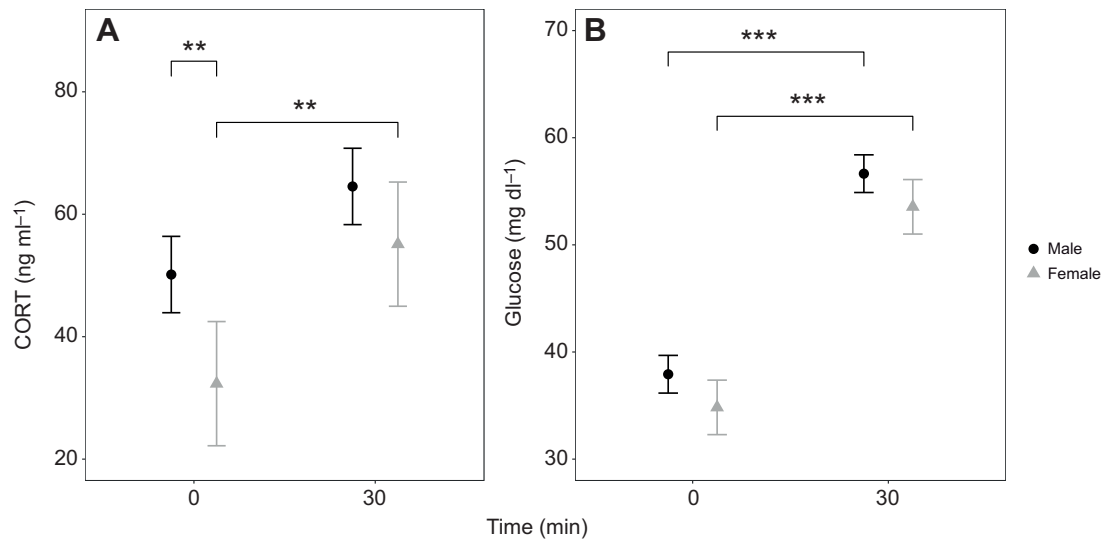 A
**
**
80
60
40
20
CORT (ng ml⁻¹)
0
30
B
***
***
70
60
50
40
30
Glucose (mg dl⁻¹)
0
30
Time (min)
Male
Female